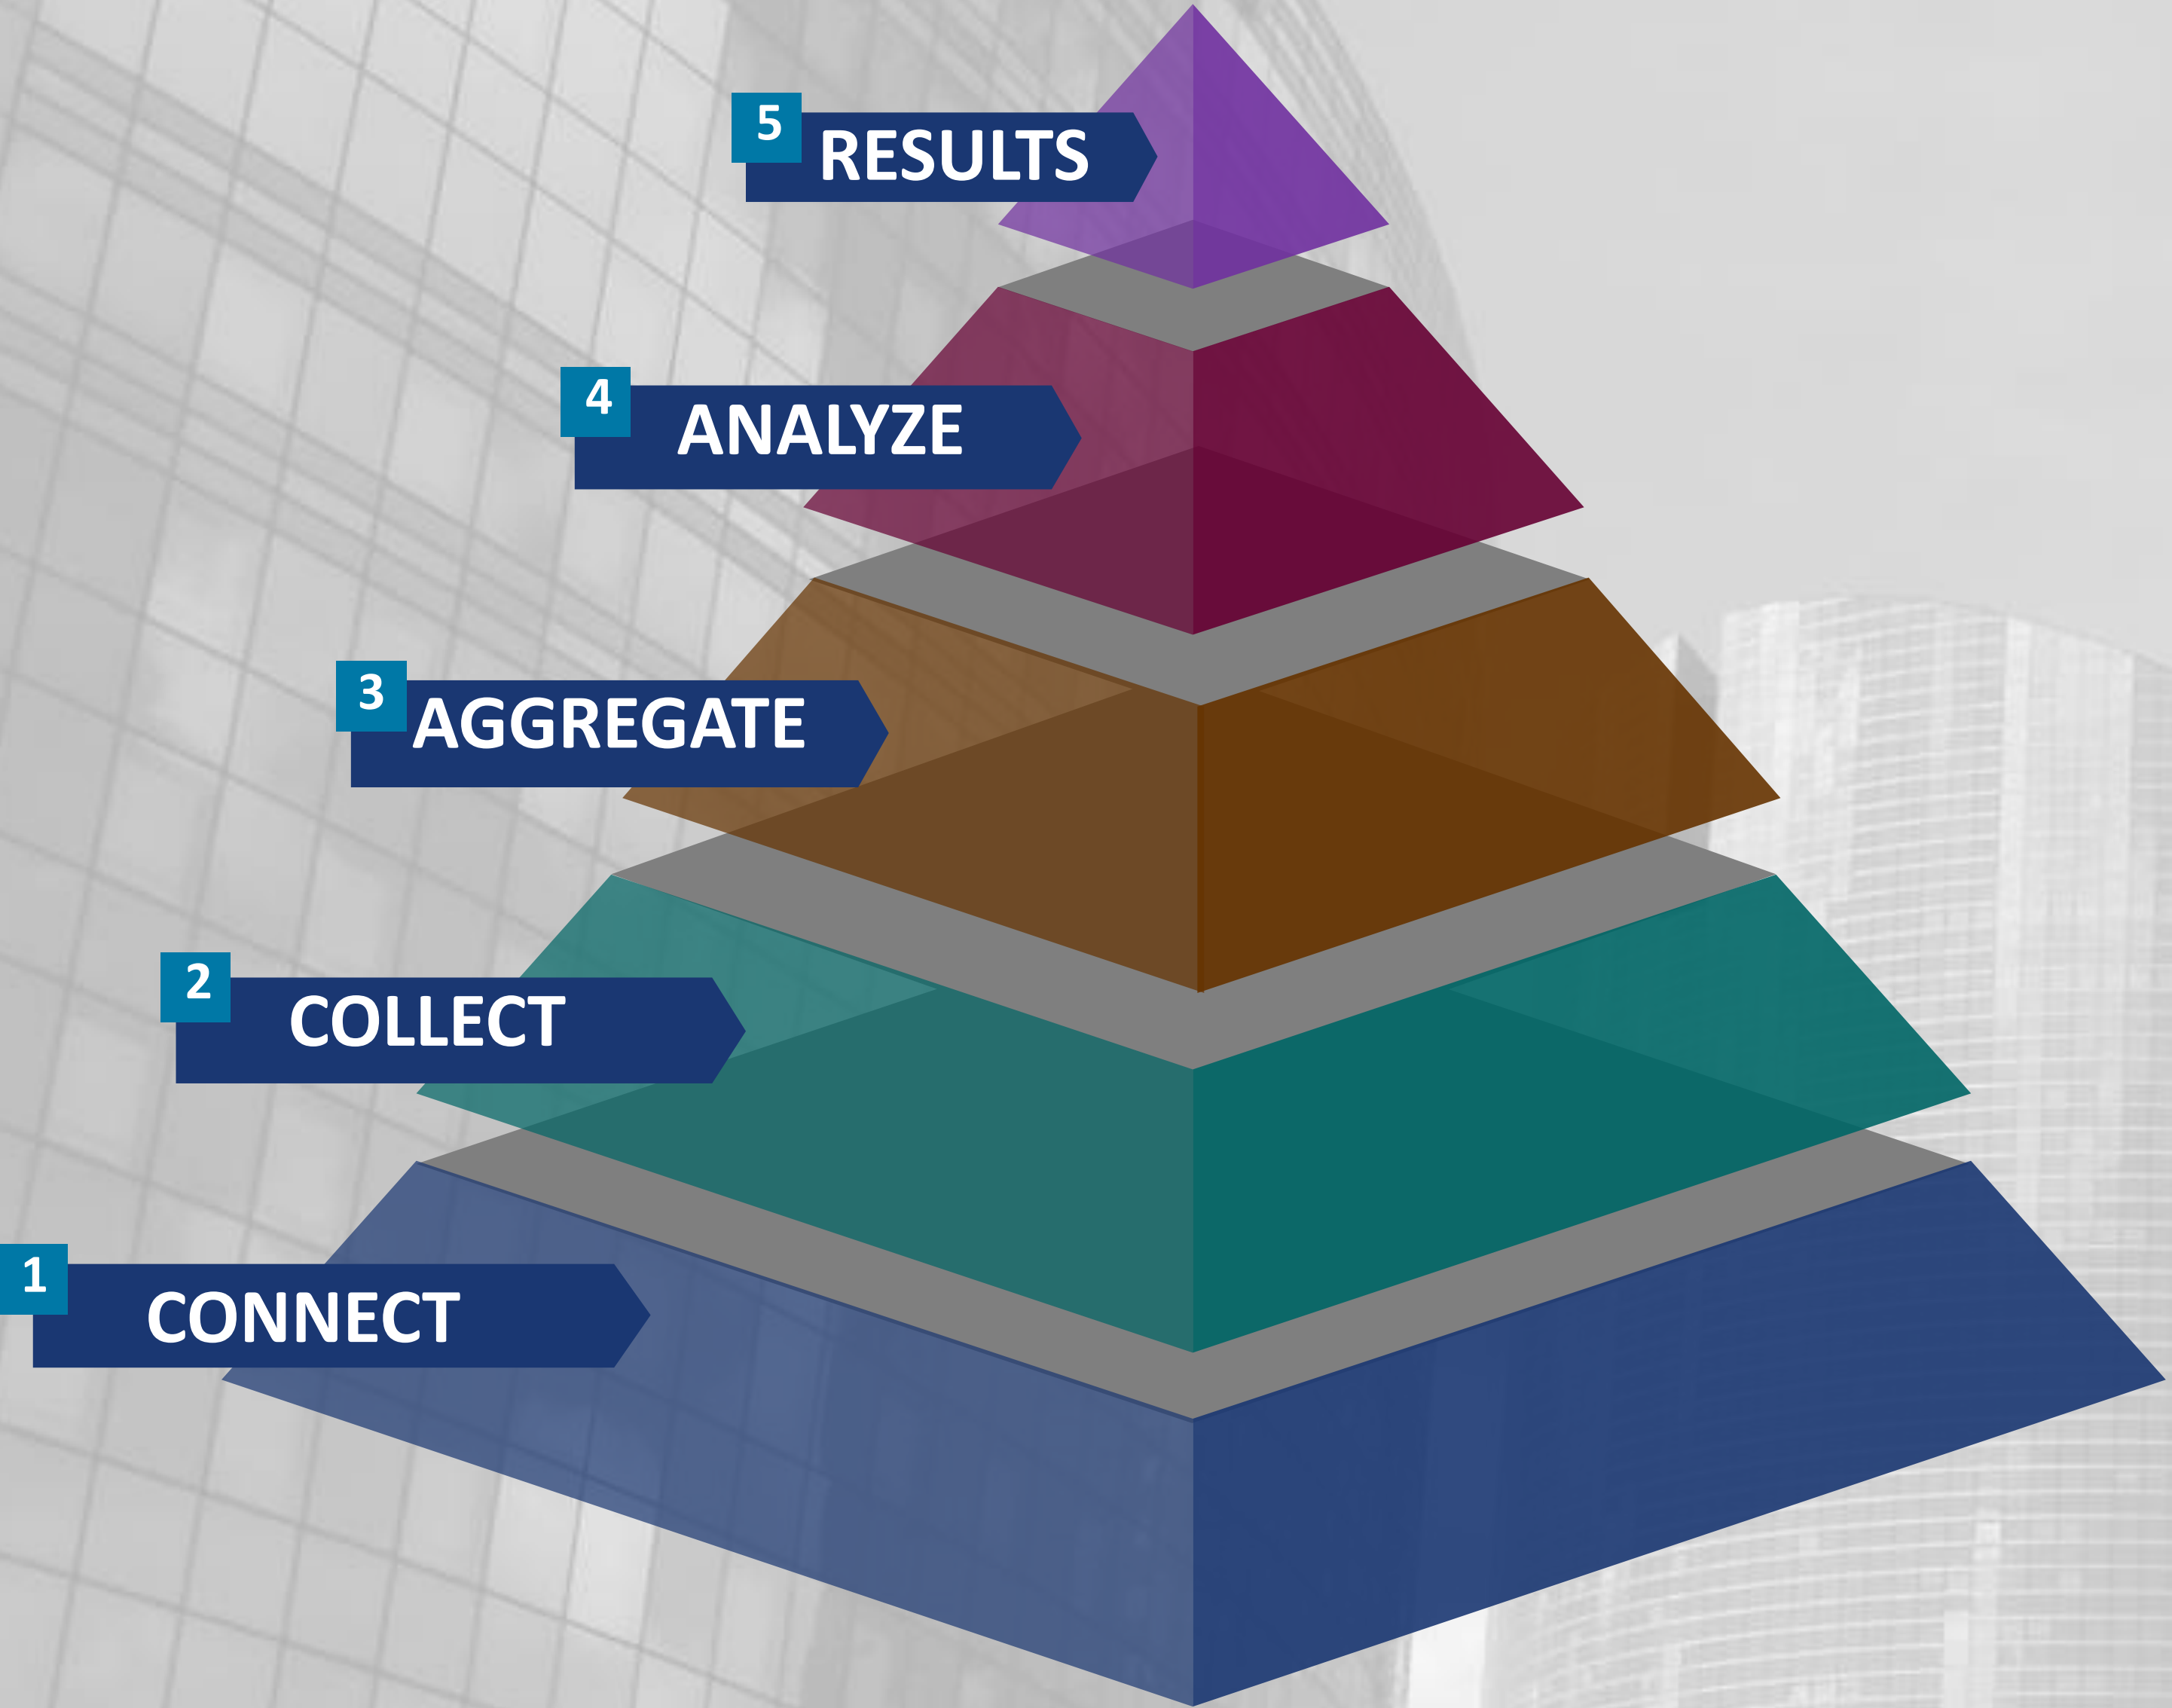 5
RESULTS
4
ANALYZE
3
AGGREGATE
2
COLLECT
1
CONNECT